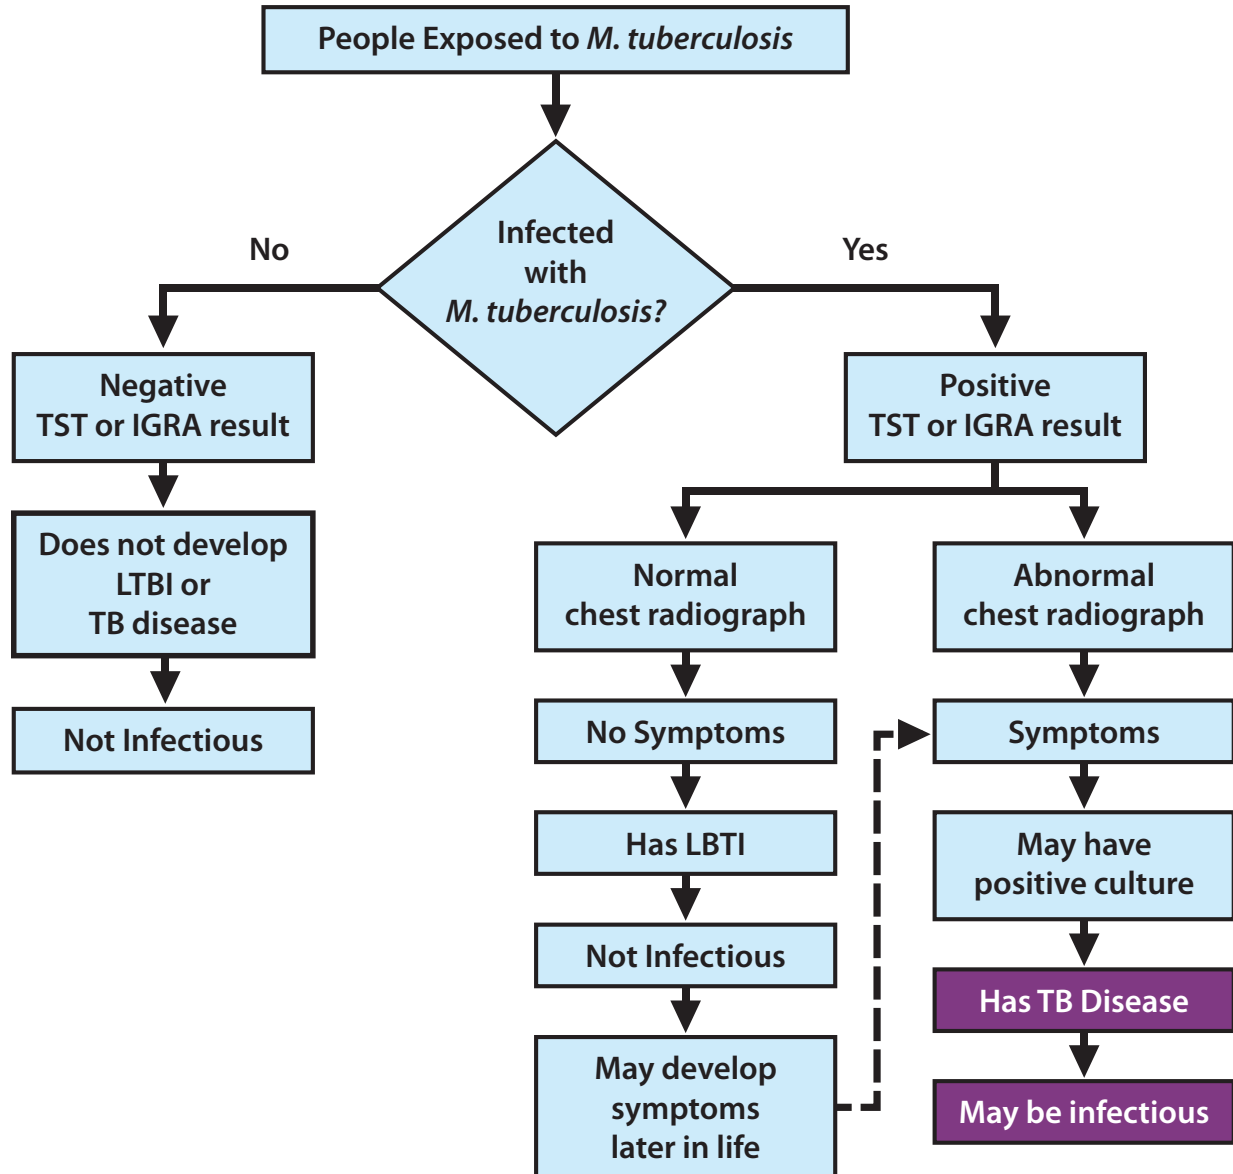 People Exposed to M. tuberculosis
Infected
with
M. tuberculosis?
No
Yes
Negative
TST or IGRA result
Does not develop
LTBI or
TB disease
Not Infectious
Positive
TST or IGRA result
Normal
chest radiograph
No Symptoms
Has LBTI
Not Infectious
May develop
symptoms
later in life
Abnormal
chest radiograph
Symptoms
May have
positive culture
Has TB Disease
May be infectious